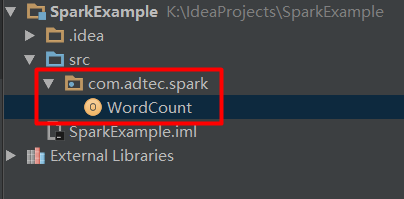 SparkExample K:\IdeaProjects\SparkExample
.idea
src
com.adtec.spark
O WordCount
SparkExample.iml
External Libraries